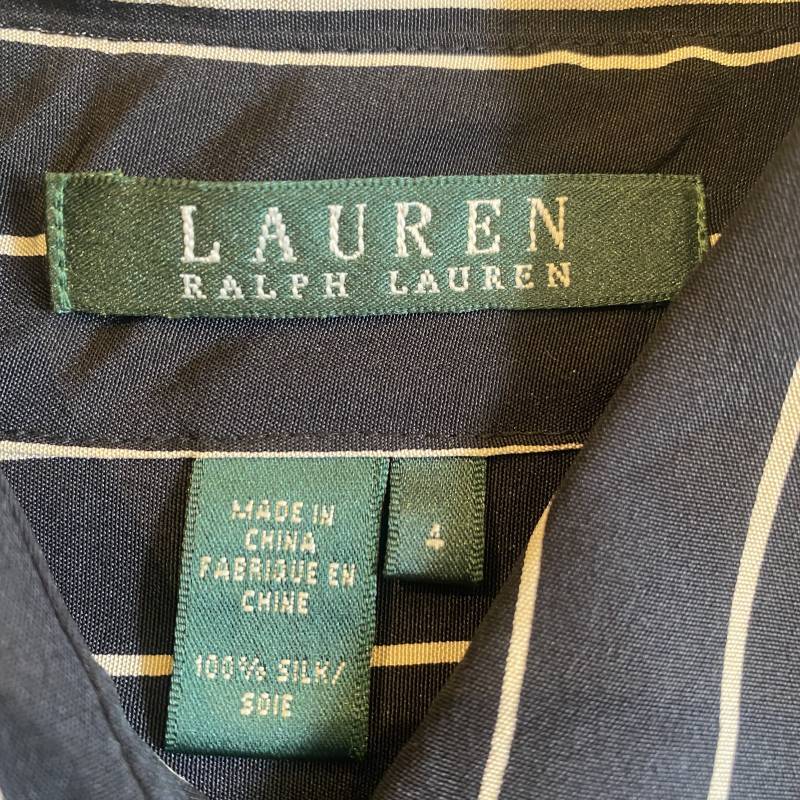 LAUREN
RALPH LAUREN
MADE IN
CHINA
FABRIQUE EN
CHINE
100% SILK/
SOIE
4